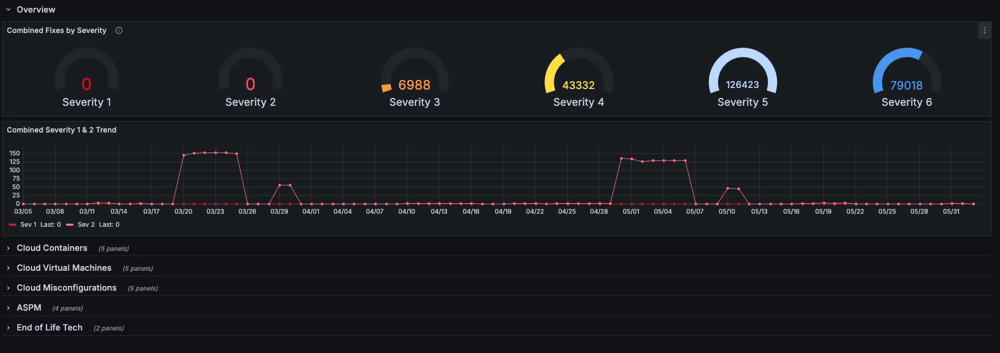 Overview
Combined Fixes by Severity
0 0 6988 43332 126423 79018
Severity 1 Severity 2 Severity 3 Severity 4 Severity 5 Severity 6
Combined Severity 1 & 2 Trend
150
125
100
75
50
25
0
03/05 03/08 03/11 03/14 03/17 03/20 03/23 03/26 03/29 04/01 04/04 04/07 04/10 04/13 04/16 04/19 04/22 04/25 04/28 05/01 05/04 05/07 05/10 05/13 05/16 05/19 05/22 05/25 05/28 05/31
Sev 1 Last: 0 Sev 2 Last: 0
Cloud Containers (5 panels)
Cloud Virtual Machines (5 panels)
Cloud Misconfigurations (5 panels)
ASPM (4 panels)
End of Life Tech (2 panels)